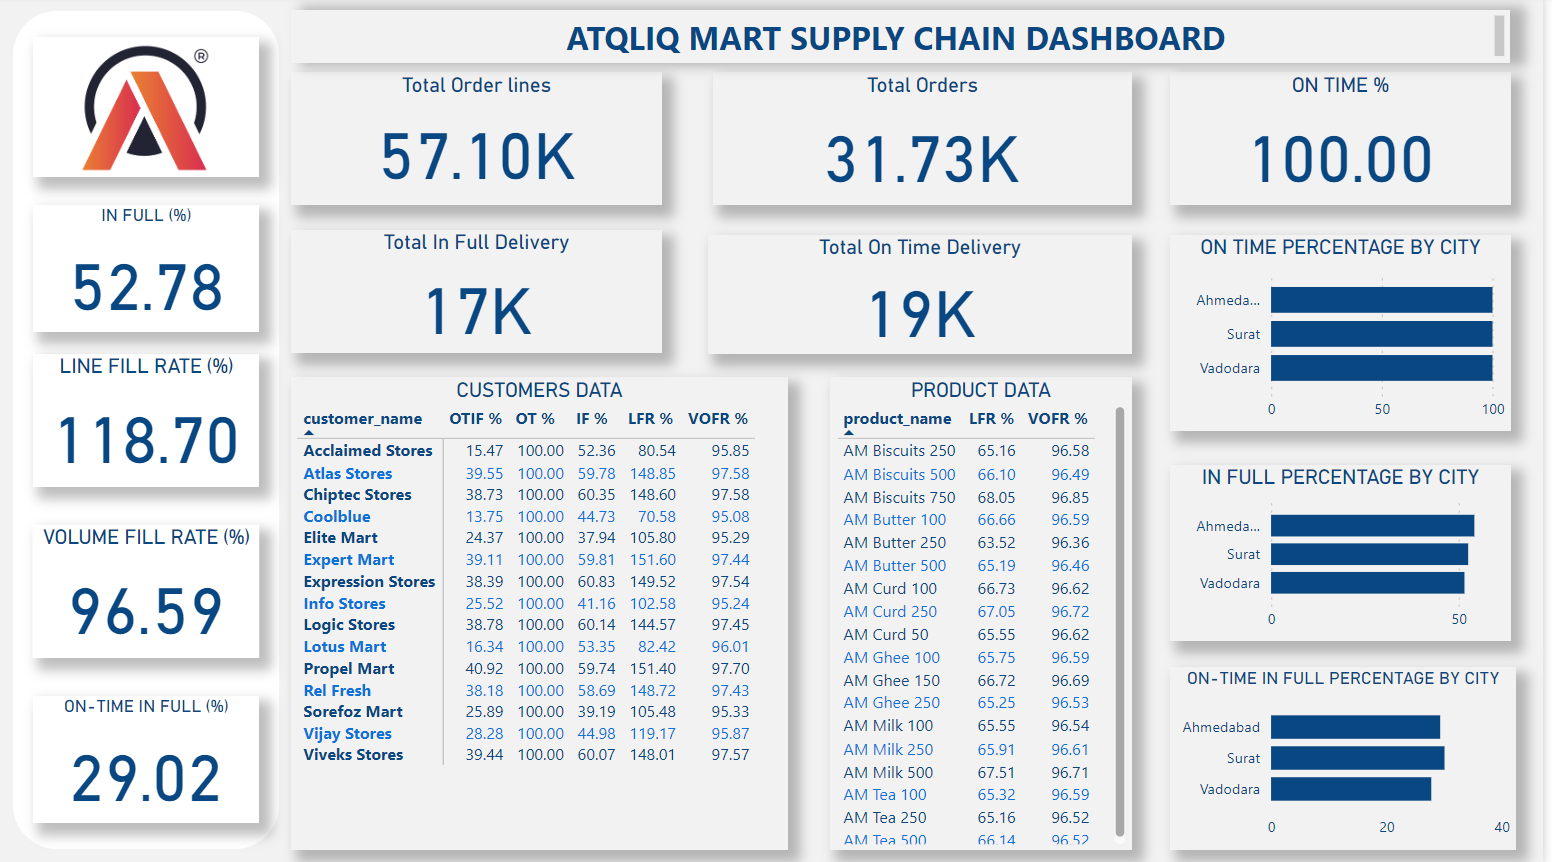 ATQLIQ MART SUPPLY CHAIN DASHBOARD
®
Total Order lines
57.10K
Total Orders
31.73K
ON TIME %
100.00
IN FULL (%)
52.78
LINE FILL RATE (%)
118.70
VOLUME FILL RATE (%)
96.59
ON-TIME IN FULL (%)
29.02
Total In Full Delivery
17K
Total On Time Delivery
19K
CUSTOMERS DATA
customer_name OTIF % OT % IF % LFR % VOFR %
Acclaimed Stores 15.47 100.00 52.36 80.54 95.85
Atlas Stores 39.55 100.00 59.78 148.85 97.58
Chiptec Stores 38.73 100.00 60.35 148.60 97.58
Coolblue 13.75 100.00 44.73 70.58 95.08
Elite Mart 24.37 100.00 37.94 105.80 95.29
Expert Mart 39.11 100.00 59.81 151.60 97.44
Expression Stores 38.39 100.00 60.83 149.52 97.54
Info Stores 25.52 100.00 41.16 102.58 95.24
Logic Stores 38.78 100.00 60.14 144.57 97.45
Lotus Mart 16.34 100.00 53.35 82.42 96.01
Propel Mart 40.92 100.00 59.74 151.40 97.70
Rel Fresh 38.18 100.00 58.69 148.72 97.43
Sorefoz Mart 25.89 100.00 39.19 105.48 95.33
Vijay Stores 28.28 100.00 44.98 119.17 95.87
Viveks Stores 39.44 100.00 60.07 148.01 97.57
PRODUCT DATA
product_name LFR % VOFR %
AM Biscuits 250 65.16 96.58
AM Biscuits 500 66.10 96.49
AM Biscuits 750 68.05 96.85
AM Butter 100 66.66 96.59
AM Butter 250 63.52 96.36
AM Butter 500 65.19 96.46
AM Curd 100 66.73 96.62
AM Curd 250 67.05 96.72
AM Curd 50 65.55 96.62
AM Ghee 100 65.75 96.59
AM Ghee 150 66.72 96.69
AM Ghee 250 65.25 96.53
AM Milk 100 65.55 96.54
AM Milk 250 65.91 96.61
AM Milk 500 67.51 96.71
AM Tea 100 65.32 96.59
AM Tea 250 65.16 96.52
AM Tea 500 66.14 96.52
ON TIME PERCENTAGE BY CITY
Ahmeda...
Surat
Vadodara
0 50 100
IN FULL PERCENTAGE BY CITY
Ahmeda...
Surat
Vadodara
0 50
ON-TIME IN FULL PERCENTAGE BY CITY
Ahmedabad
Surat
Vadodara
0 20 40